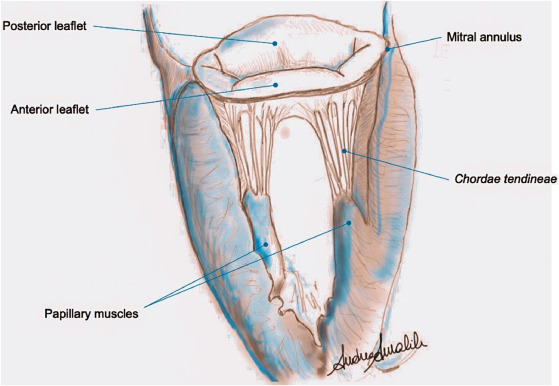 Posterior leaflet
Mitral annulus
Anterior leaflet
Chordae tendineae
Papillary muscles